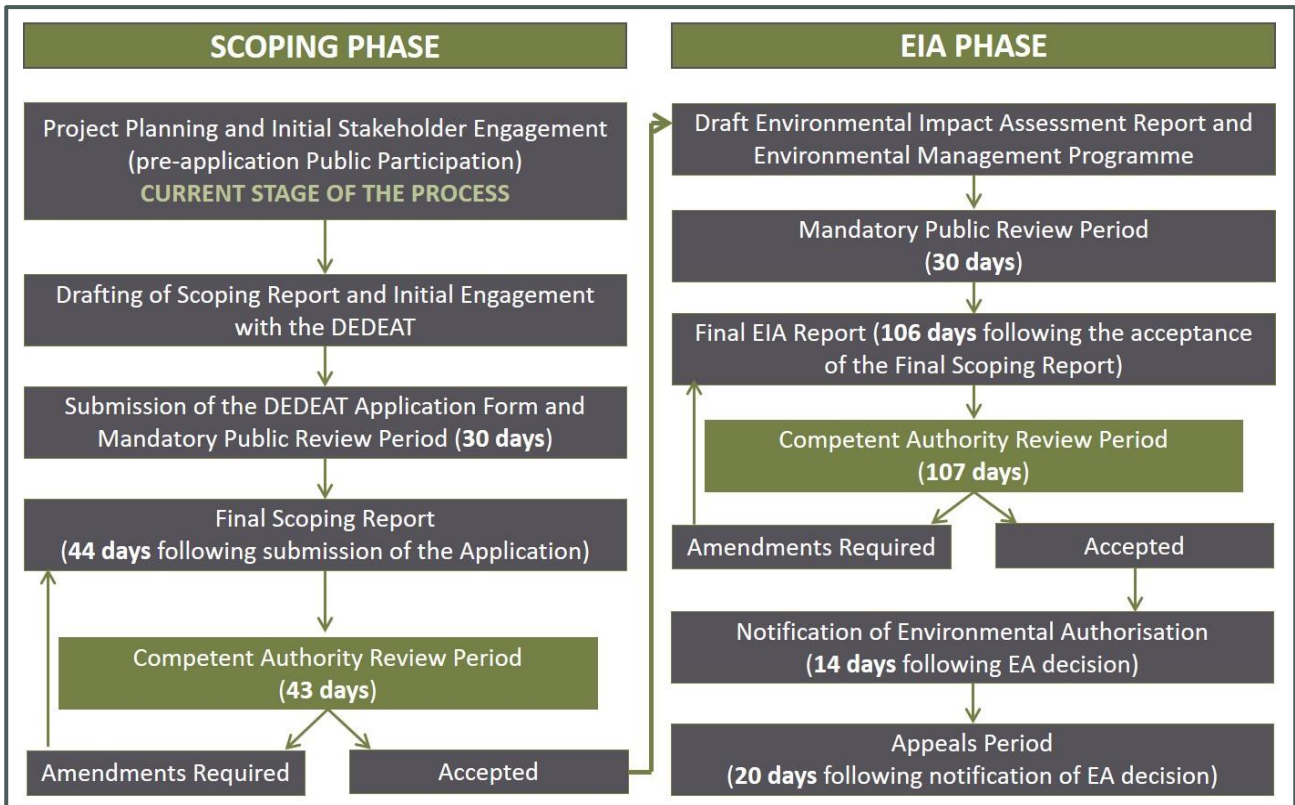 SCOPING PHASE
Project Planning and Initial Stakeholder Engagement
(pre-application Public Participation)
CURRENT STAGE OF THE PROCESS
Drafting of Scoping Report and Initial Engagement
with the DEDEAT
Submission of the DEDEAT Application Form and
Mandatory Public Review Period (30 days)
Final Scoping Report
(44 days following submission of the Application)
Competent Authority Review Period
(43 days)
Amendments Required
Accepted
EIA PHASE
Draft Environmental Impact Assessment Report and
Environmental Management Programme
Mandatory Public Review Period
(30 days)
Final EIA Report (106 days following the acceptance
of the Final Scoping Report)
Competent Authority Review Period
(107 days)
Amendments Required
Accepted
Notification of Environmental Authorisation
(14 days following EA decision)
Appeals Period
(20 days following notification of EA decision)